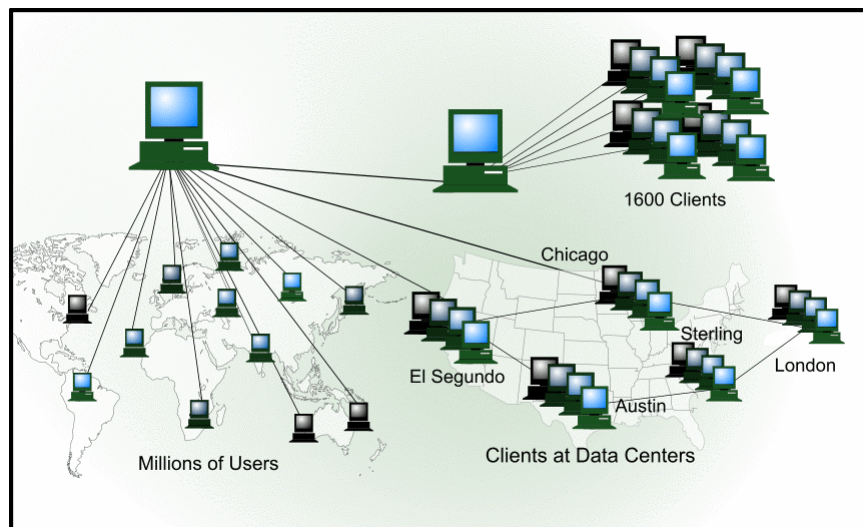 1600 Clients
Chicago
Sterling
London
El Segundo
Austin
Millions of Users
Clients at Data Centers